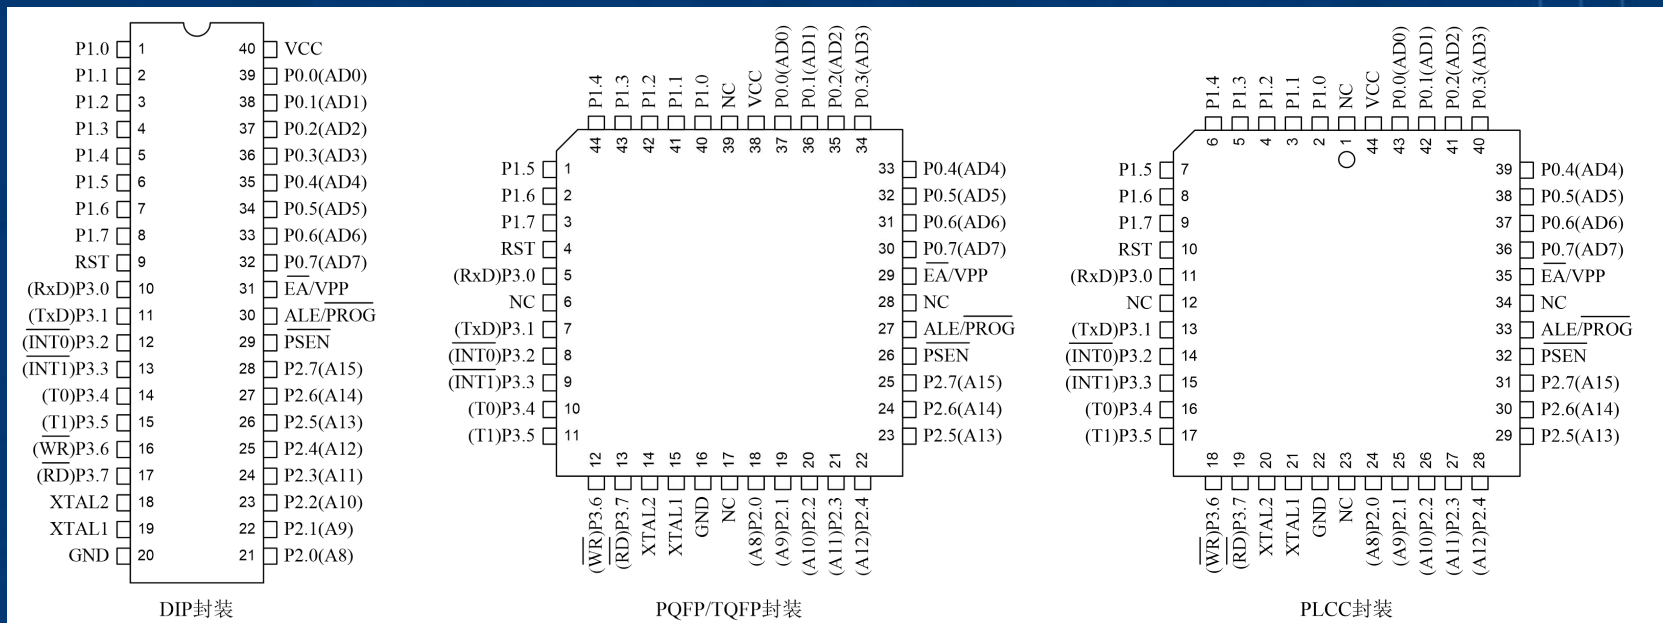 P1.0 1 40 VCC
P1.1 2 39 P0.0(AD0)
P1.2 3 38 P0.1(AD1)
P1.3 4 37 P0.2(AD2)
P1.4 5 36 P0.3(AD3)
P1.5 6 35 P0.4(AD4)
P1.6 7 34 P0.5(AD5)
P1.7 8 33 P0.6(AD6)
RST 9 32 P0.7(AD7)
(RxD)P3.0 10 31 E̅A̅/VPP
(TxD)P3.1 11 30 ALE/P̅R̅O̅G̅
(I̅N̅T̅0̅)P3.2 12 29 P̅S̅E̅N̅
(I̅N̅T̅1̅)P3.3 13 28 P2.7(A15)
(T0)P3.4 14 27 P2.6(A14)
(T1)P3.5 15 26 P2.5(A13)
(W̅R̅)P3.6 16 25 P2.4(A12)
(R̅D̅)P3.7 17 24 P2.3(A11)
XTAL2 18 23 P2.2(A10)
XTAL1 19 22 P2.1(A9)
GND 20 21 P2.0(A8)
DIP封装
P1.4 P1.3 P1.2 P1.1 P1.0 NC VCC P0.0(AD0) P0.1(AD1) P0.2(AD2) P0.3(AD3)
44 43 42 41 40 39 38 37 36 35 34
P1.5 1 33 P0.4(AD4)
P1.6 2 32 P0.5(AD5)
P1.7 3 31 P0.6(AD6)
RST 4 30 P0.7(AD7)
(RxD)P3.0 5 29 E̅A̅/VPP
NC 6 28 NC
(TxD)P3.1 7 27 ALE/P̅R̅O̅G̅
(I̅N̅T̅0̅)P3.2 8 26 P̅S̅E̅N̅
(I̅N̅T̅1̅)P3.3 9 25 P2.7(A15)
(T0)P3.4 10 24 P2.6(A14)
(T1)P3.5 11 23 P2.5(A13)
12 13 14 15 16 17 18 19 20 21 22
(W̅R̅)P3.6 (R̅D̅)P3.7 XTAL2 XTAL1 GND NC (A8)P2.0 (A9)P2.1 (A10)P2.2 (A11)P2.3 (A12)P2.4
PQFP/TQFP封装
P1.4 P1.3 P1.2 P1.1 P1.0 NC VCC P0.0(AD0) P0.1(AD1) P0.2(AD2) P0.3(AD3)
6 5 4 3 2 1 44 43 42 41 40
P1.5 7 39 P0.4(AD4)
P1.6 8 38 P0.5(AD5)
P1.7 9 37 P0.6(AD6)
RST 10 36 P0.7(AD7)
(RxD)P3.0 11 35 E̅A̅/VPP
NC 12 34 NC
(TxD)P3.1 13 33 ALE/P̅R̅O̅G̅
(I̅N̅T̅0̅)P3.2 14 32 P̅S̅E̅N̅
(I̅N̅T̅1̅)P3.3 15 31 P2.7(A15)
(T0)P3.4 16 30 P2.6(A14)
(T1)P3.5 17 29 P2.5(A13)
18 19 20 21 22 23 24 25 26 27 28
(W̅R̅)P3.6 (R̅D̅)P3.7 XTAL2 XTAL1 GND NC (A8)P2.0 (A9)P2.1 (A10)P2.2 (A11)P2.3 (A12)P2.4
PLCC封装